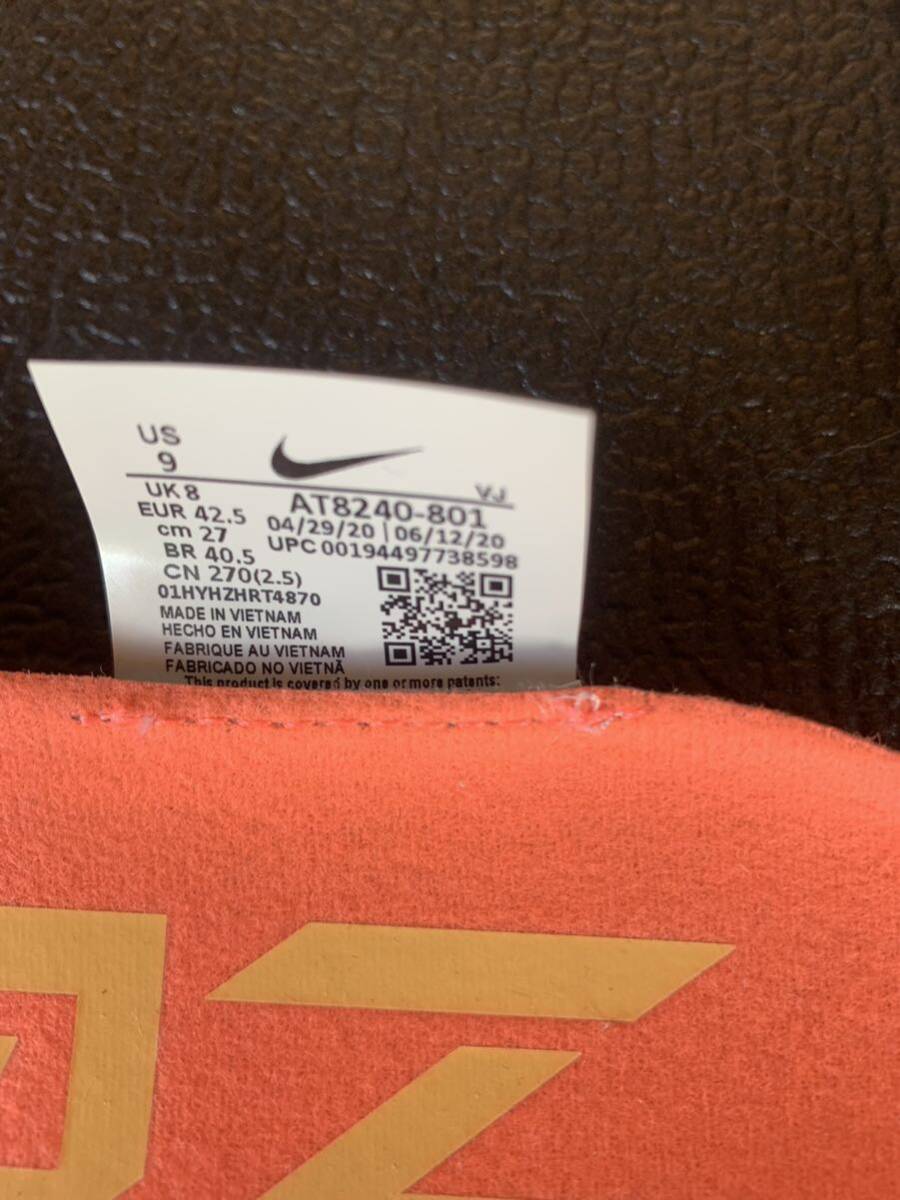 US
9
VJ
UK 8
AT8240-801
EUR 42.5
04/29/20 | 06/12/20
cm 27
UPC 00194497738598
BR 40.5
CN 270(2.5)
01HYHZHRT4870
MADE IN VIETNAM
HECHO EN VIETNAM
FABRIQUE AU VIETNAM
FABRICADO NO VIETNÃ
This product is covered by one or more patents: